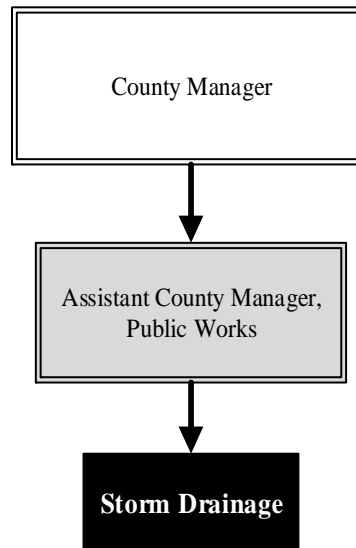 County Manager
Assistant County Manager,
Public Works
Storm Drainage